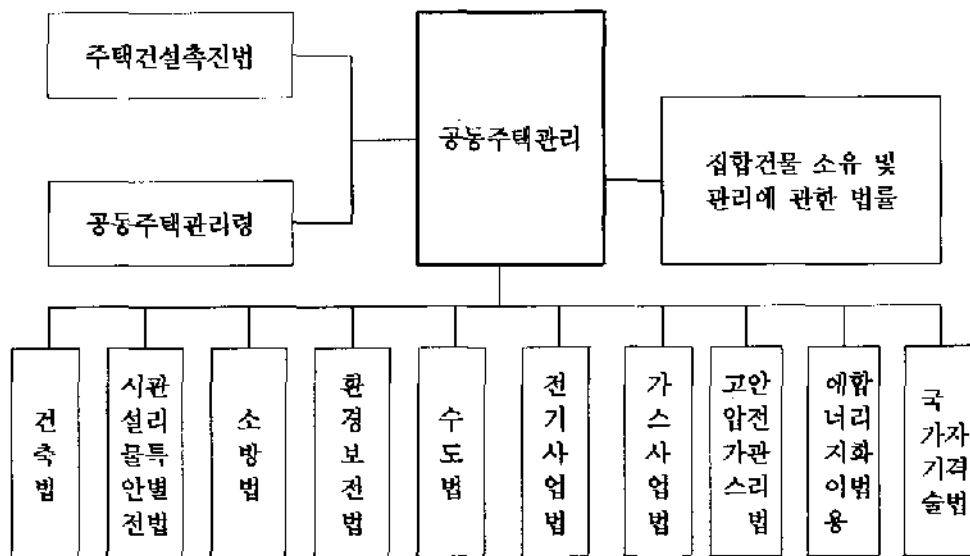 주택건설촉진법
공동주택관리
집합건물 소유 및
관리에 관한 법률
공동주택관리령
건축법
시설물안전
관리특별법
소방법
환경보전법
수도법
전기사업법
가스사업법
고압가스
안전관리법
에너지이용
합리화법
국가기술
자격법